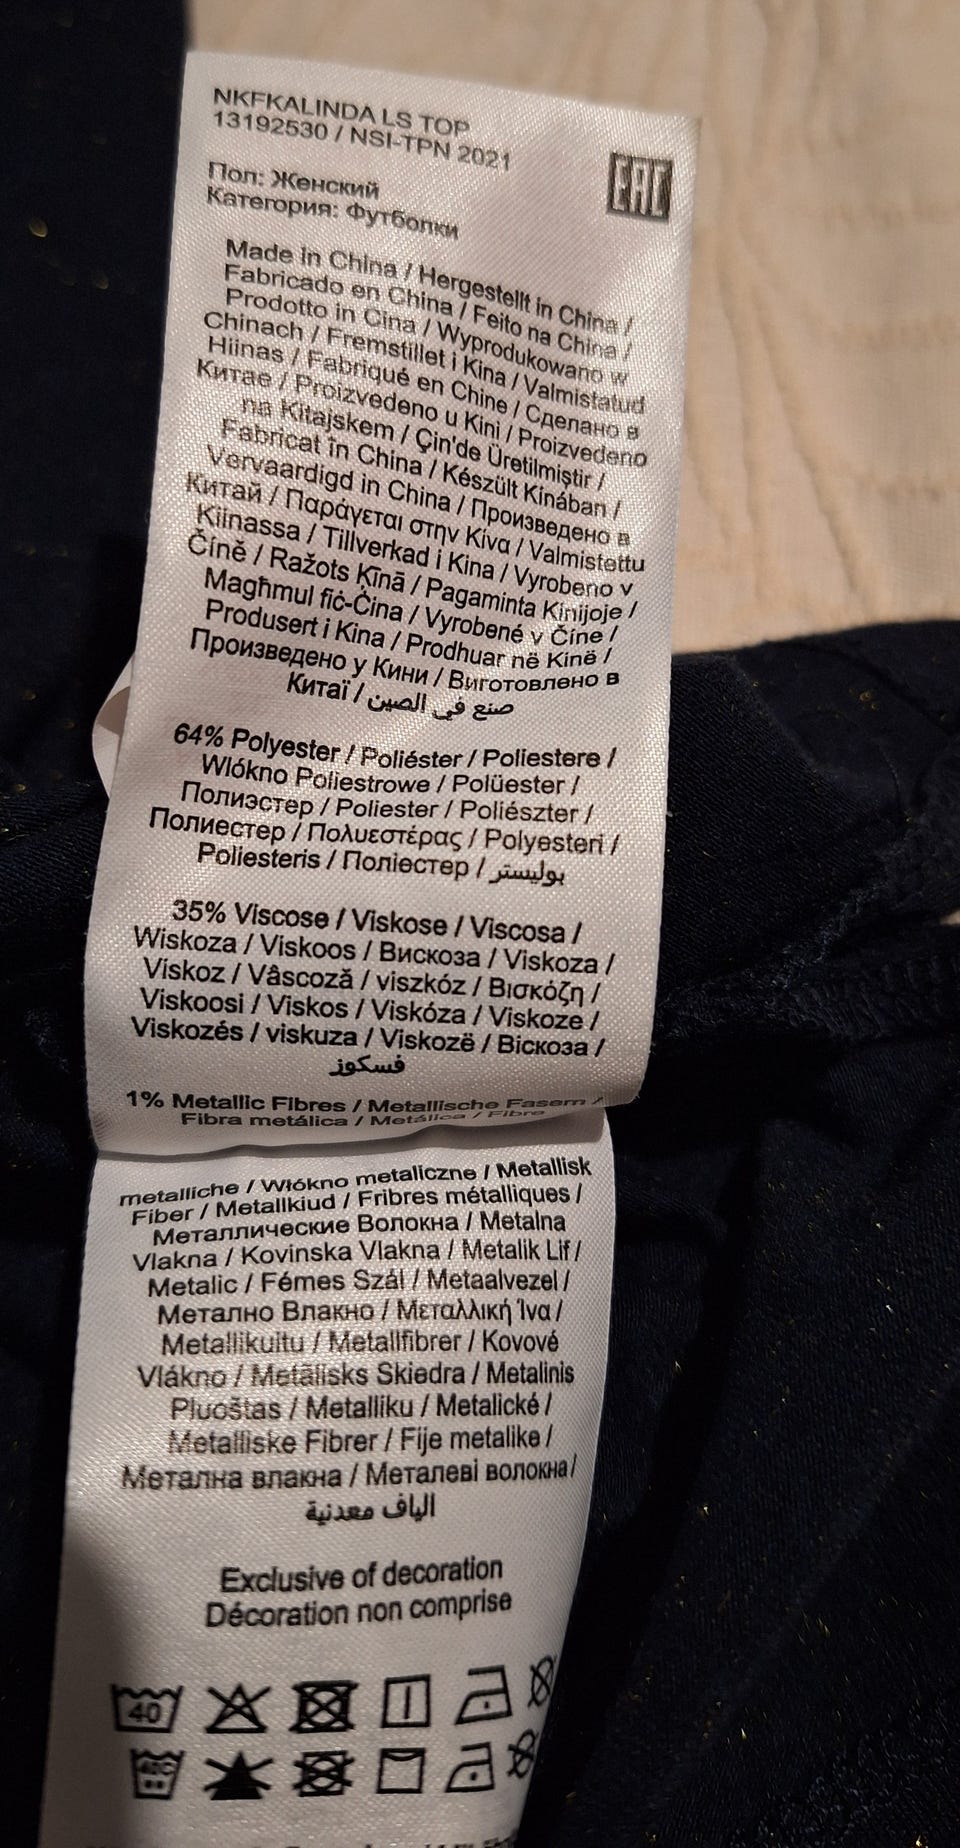 NKFKALINDA LS TOP
13192530 / NSI-TPN 2021
EAC
Пол: Женский
Категория: Футболки
Made in China / Hergestellt in China /
Fabricado en China / Feito na China /
Prodotto in Cina / Wyprodukowano w
Chinach / Fremstillet i Kina / Valmistatud
Hiinas / Fabriqué en Chine / Сделано в
Китае / Proizvedeno u Kini / Proizvedeno
na Kitajskem / Çin'de Üretilmiştir /
Fabricat în China / Készült Kínában /
Vervaardigd in China / Произведено в
Китай / Παράγεται στην Κίνα / Valmistettu
Kiinassa / Tillverkad i Kina / Vyrobeno v
Číně / Ražots Ķīnā / Pagaminta Kinijoje /
Magħmul fiċ-Ċina / Vyrobené v Číne /
Produsert i Kina / Prodhuar në Kinë /
Произведено у Кини / Виготовлено в
Китаї / صنع في الصين
64% Polyester / Poliéster / Poliestere /
Wlókno Poliestrowe / Polüester /
Полиэстер / Poliester / Poliészter /
Полиестер / Πολυεστέρας / Polyesteri /
Poliesteris / Поліестер / بوليستر
35% Viscose / Viskose / Viscosa /
Wiskoza / Viskoos / Вискоза / Viskoza /
Viskoz / Vâscoză / viszkóz / Βισκόζη /
Viskoosi / Viskos / Viskóza / Viskoze /
Viskozés / viskuza / Viskozë / Віскоза /
فسكوز
1% Metallic Fibres / Metallische Fasern /
Fibra metálica / Metálica / Fibre
metalliche / Włókno metaliczne / Metallisk
Fiber / Metallkiud / Fribres métalliques /
Металлические Волокна / Metalna
Vlakna / Kovinska Vlakna / Metalik Lif /
Metalic / Fémes Szál / Metaalvezel /
Метално Влакно / Μεταλλική Ίνα /
Metallikuitu / Metallfibrer / Kovové
Vlákno / Metālisks Skiedra / Metalinis
Pluoštas / Metalliku / Metalické /
Metalliske Fibrer / Fije metalike /
Метална влакна / Металеві волокна /
الياف معدنية
Exclusive of decoration
Décoration non comprise
40